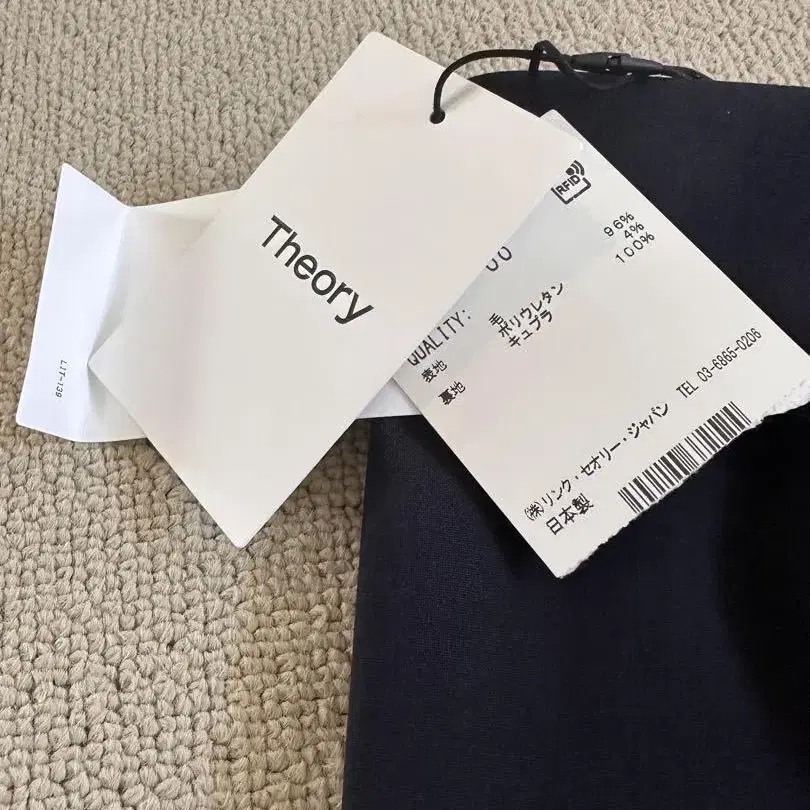 Theory
LIT-139
RFID
00
QUALITY:
表地 毛 96%
ポリウレタン 4%
裏地 キュプラ 100%
(株)リンク・セオリー・ジャパン TEL 03-6865-0206
日本製